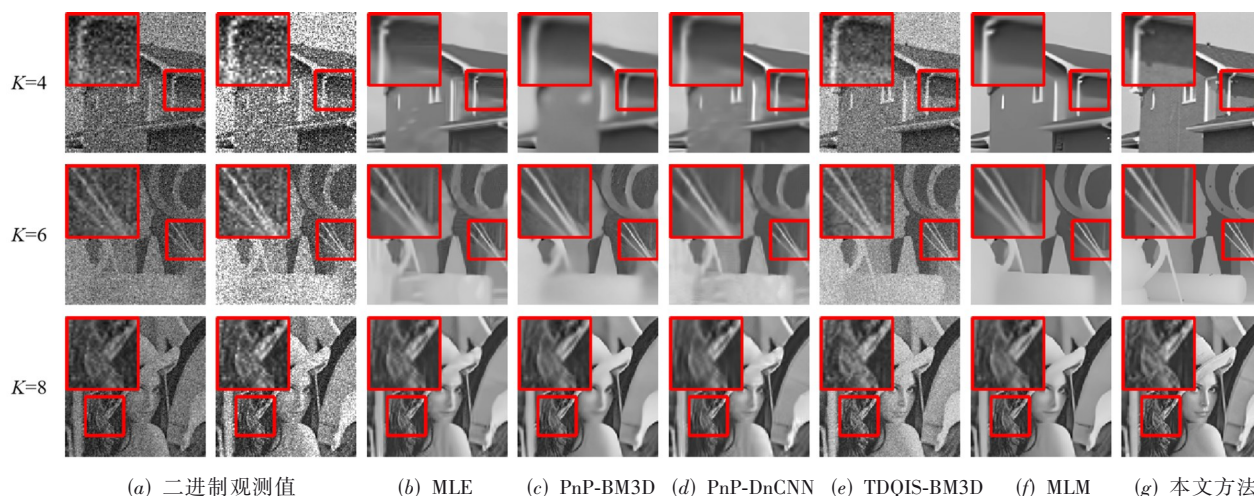 K=4
K=6
K=8
(a) 二进制观测值 (b) MLE (c) PnP-BM3D (d) PnP-DnCNN (e) TDQIS-BM3D (f) MLM (g) 本文方法